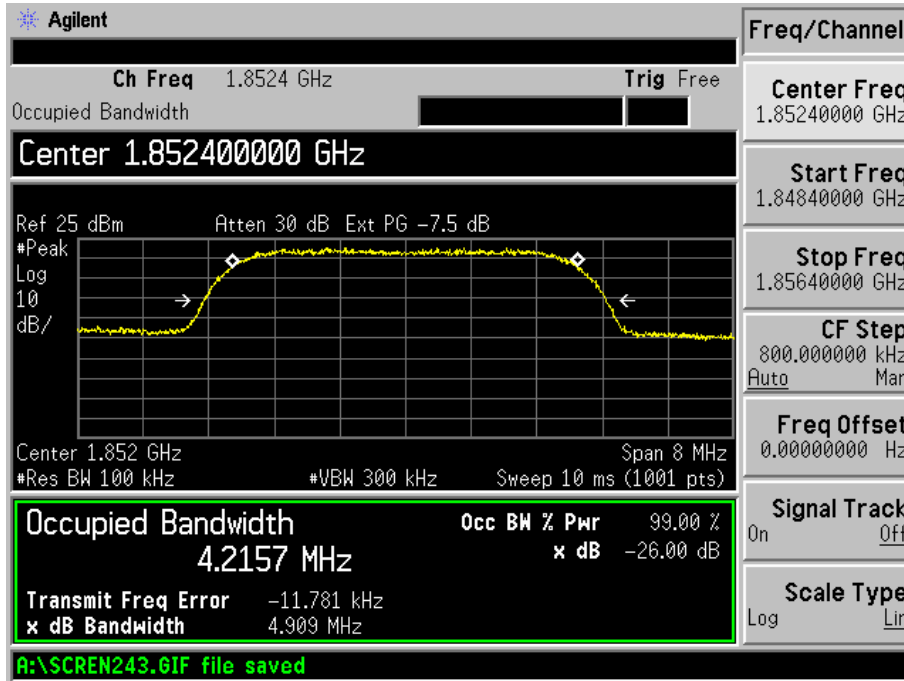 Agilent
Freq/Channel
Ch Freq 1.8524 GHz Trig Free
Occupied Bandwidth
Center 1.852400000 GHz
Ref 25 dBm Atten 30 dB Ext PG -7.5 dB
#Peak
Log
10
dB/
Center 1.852 GHz Span 8 MHz
#Res BW 100 kHz #VBW 300 kHz Sweep 10 ms (1001 pts)
Occupied Bandwidth
4.2157 MHz
Occ BW % Pwr 99.00 %
x dB -26.00 dB
Transmit Freq Error -11.781 kHz
x dB Bandwidth 4.909 MHz
A:\SCREN243.GIF file saved
Center Freq
1.85240000 GHz
Start Freq
1.84840000 GHz
Stop Freq
1.85640000 GHz
CF Step
800.000000 kHz
Auto Man
Freq Offset
0.00000000 Hz
Signal Track
On Off
Scale Type
Log Lin